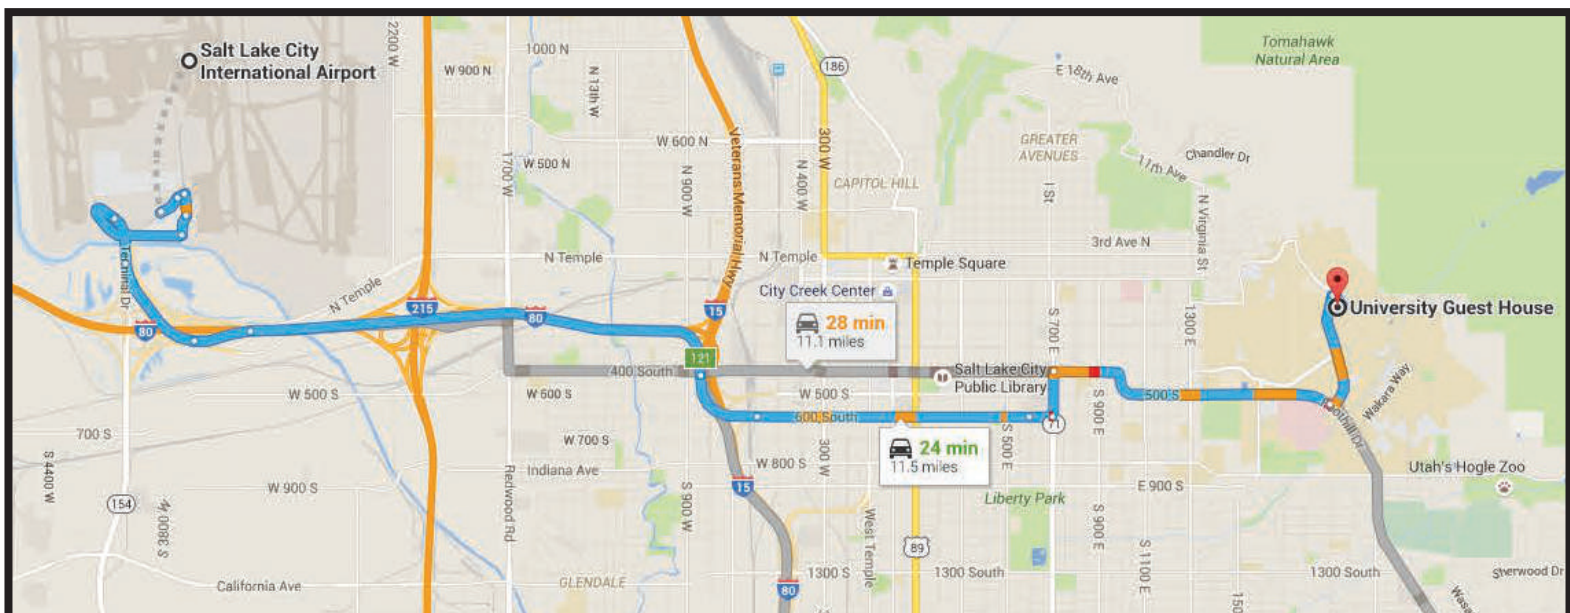 Salt Lake City
International Airport
2200 W
W 900 N
1000 N
N 13th W
186
E 18th Ave
Tomahawk
Natural Area
GREATER
AVENUES
Chandler Dr
11th Ave
W 600 N
W 500 N
1700 W
N 900 W
Veterans Memorial Hwy
N 400 W
300 W
CAPITOL HILL
I St
N Virginia St
3rd Ave N
Terminal Dr
N Temple
N Temple
N Temple
Temple Square
City Creek Center
80
215
80
15
28 min
11.1 miles
S 700 E
1300 E
University Guest House
121
400 South
Salt Lake City
Public Library
W 500 S
W 600 S
W 500 S
600 South
S 900 E
500 S
Foothill Dr
Wakara Way
700 S
W 700 S
24 min
11.5 miles
S 500 E
71
S 4400 W
W 900 S
Indiana Ave
Redwood Rd
W 800 S
300 W
Utah's Hogle Zoo
154
S 3800 W
S 900 W
15
West Temple
Liberty Park
S 900 E
E 900 S
89
S 1100 E
California Ave
GLENDALE
80
1300 S
1300 South
1300 South
Sherwood Dr
150
Wasa